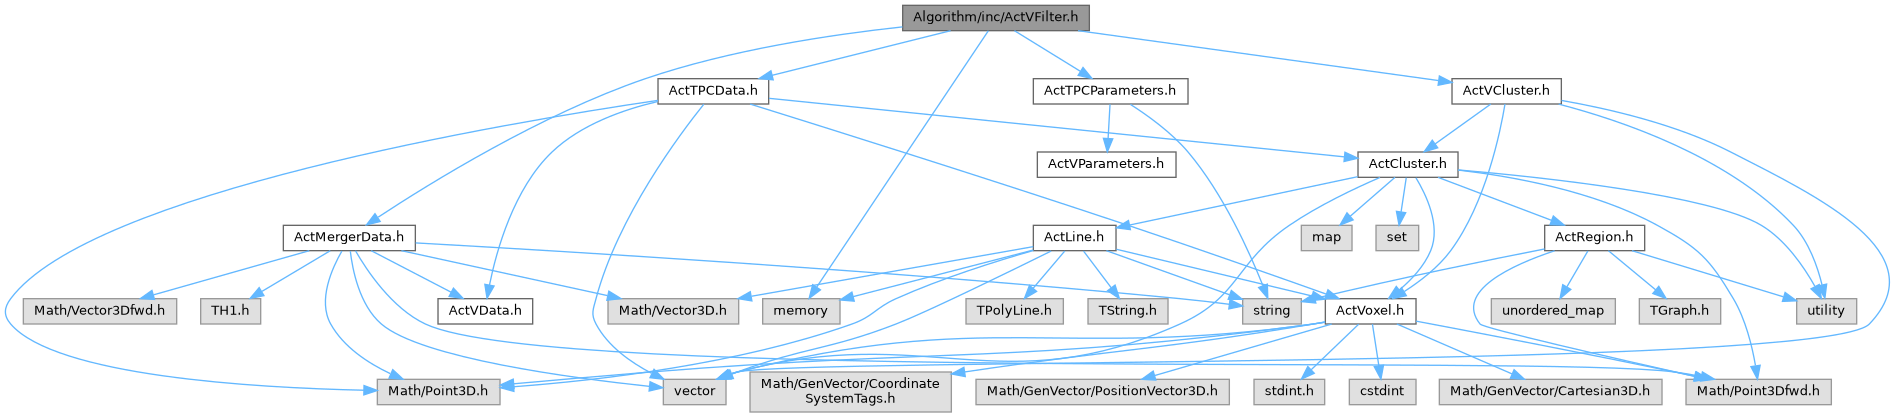 Algorithm/inc/ActVFilter.h
ActTPCData.h
ActTPCParameters.h
ActVCluster.h
ActVParameters.h
ActCluster.h
ActMergerData.h
ActLine.h
map
set
ActRegion.h
Math/Vector3Dfwd.h
TH1.h
ActVData.h
Math/Vector3D.h
memory
TPolyLine.h
TString.h
string
ActVoxel.h
unordered_map
TGraph.h
utility
Math/Point3D.h
vector
Math/GenVector/Coordinate
SystemTags.h
Math/GenVector/PositionVector3D.h
stdint.h
cstdint
Math/GenVector/Cartesian3D.h
Math/Point3Dfwd.h